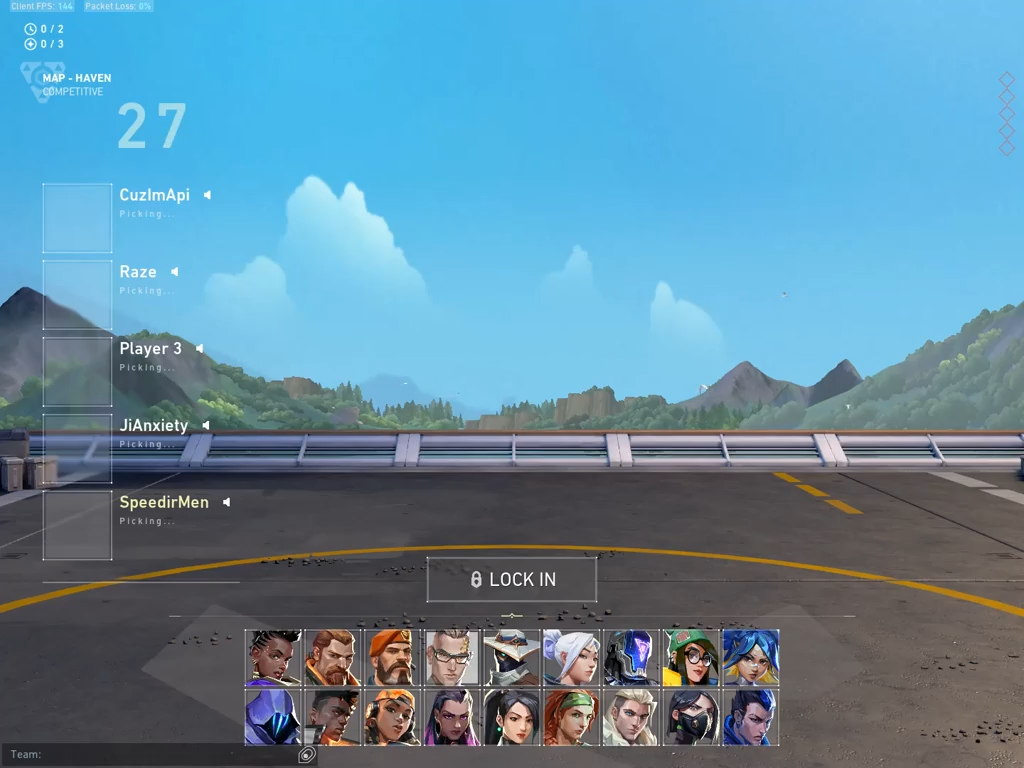 Client FPS: 144 Packet Loss: 0%
0 / 2
0 / 3
MAP - HAVEN
COMPETITIVE
27
CuzImApi
Picking...
Raze
Picking...
Player 3
Picking...
JiAnxiety
Picking...
SpeedirMen
Picking...
LOCK IN
Team: